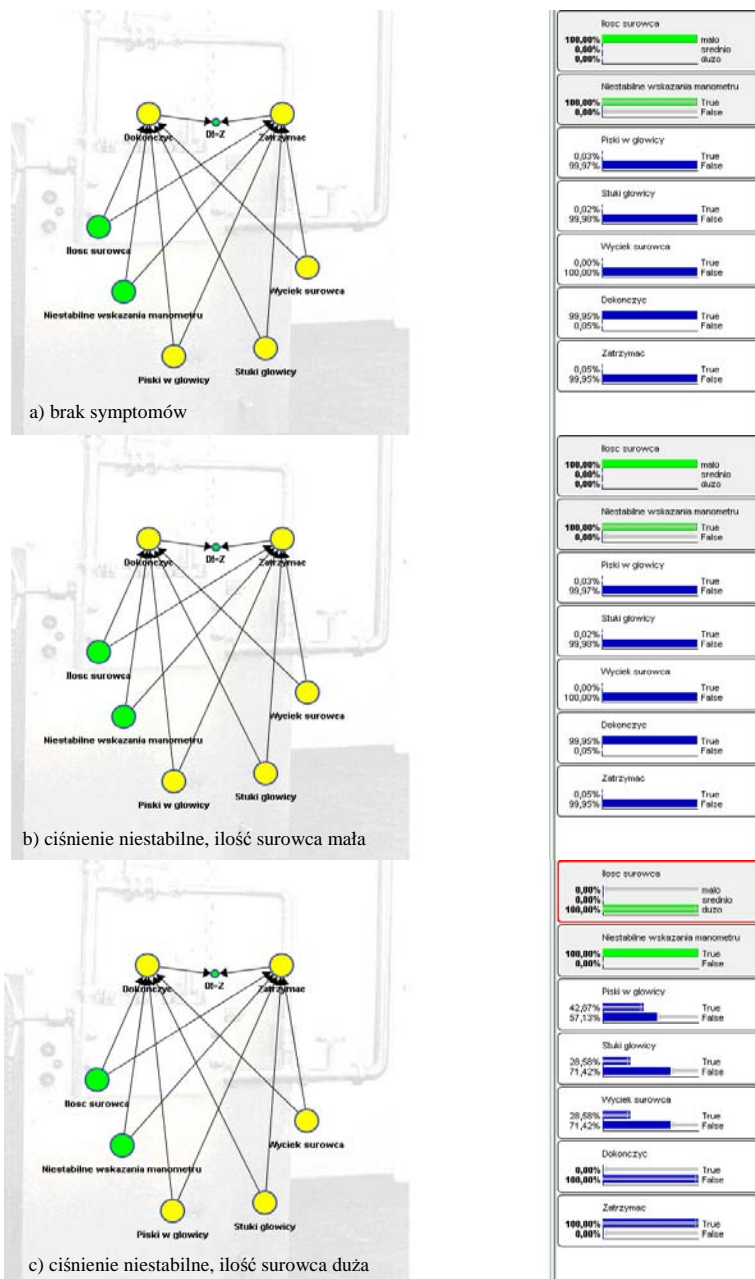 Dokonczyc
D!=Z
Zatrzymac
Ilosc surowca
Wyciek surowca
Niestabilne wskazania manometru
Piski w glowicy
Stuki glowicy
a) brak symptomów
Ilosc surowca
100,00% malo
0,00% srednio
0,00% duzo
Niestabilne wskazania manometru
100,00% True
0,00% False
Piski w glowicy
0,03% True
99,97% False
Stuki glowicy
0,02% True
99,98% False
Wyciek surowca
0,00% True
100,00% False
Dokonczyc
99,95% True
0,05% False
Zatrzymac
0,05% True
99,95% False
Dokonczyc
D!=Z
Zatrzymac
Ilosc surowca
Wyciek surowca
Niestabilne wskazania manometru
Piski w glowicy
Stuki glowicy
b) ciśnienie niestabilne, ilość surowca mała
Ilosc surowca
100,00% malo
0,00% srednio
0,00% duzo
Niestabilne wskazania manometru
100,00% True
0,00% False
Piski w glowicy
0,03% True
99,97% False
Stuki glowicy
0,02% True
99,98% False
Wyciek surowca
0,00% True
100,00% False
Dokonczyc
99,95% True
0,05% False
Zatrzymac
0,05% True
99,95% False
Dokonczyc
D!=Z
Zatrzymac
Ilosc surowca
Wyciek surowca
Niestabilne wskazania manometru
Piski w glowicy
Stuki glowicy
c) ciśnienie niestabilne, ilość surowca duża
Ilosc surowca
0,00% malo
0,00% srednio
100,00% duzo
Niestabilne wskazania manometru
100,00% True
0,00% False
Piski w glowicy
42,87% True
57,13% False
Stuki glowicy
28,58% True
71,42% False
Wyciek surowca
28,58% True
71,42% False
Dokonczyc
0,00% True
100,00% False
Zatrzymac
100,00% True
0,00% False